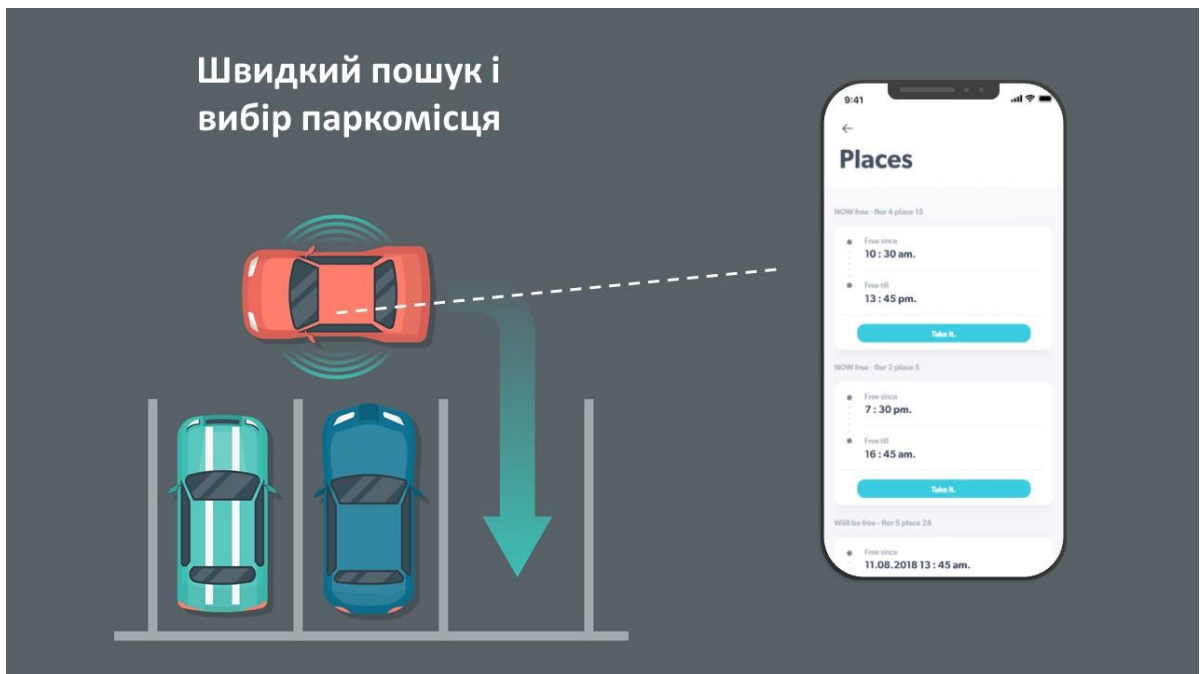 Швидкий пошук і
вибір паркомісця
9:41
Places
NOW free - flor 4 place 15
Free since
10 : 30 am.
Free till
13 : 45 pm.
Take it.
NOW free - flor 2 place 5
Free since
7 : 30 pm.
Free till
16 : 45 am.
Take it.
Will be free - flor 5 place 28
Free since
11.08.2018 13 : 45 am.